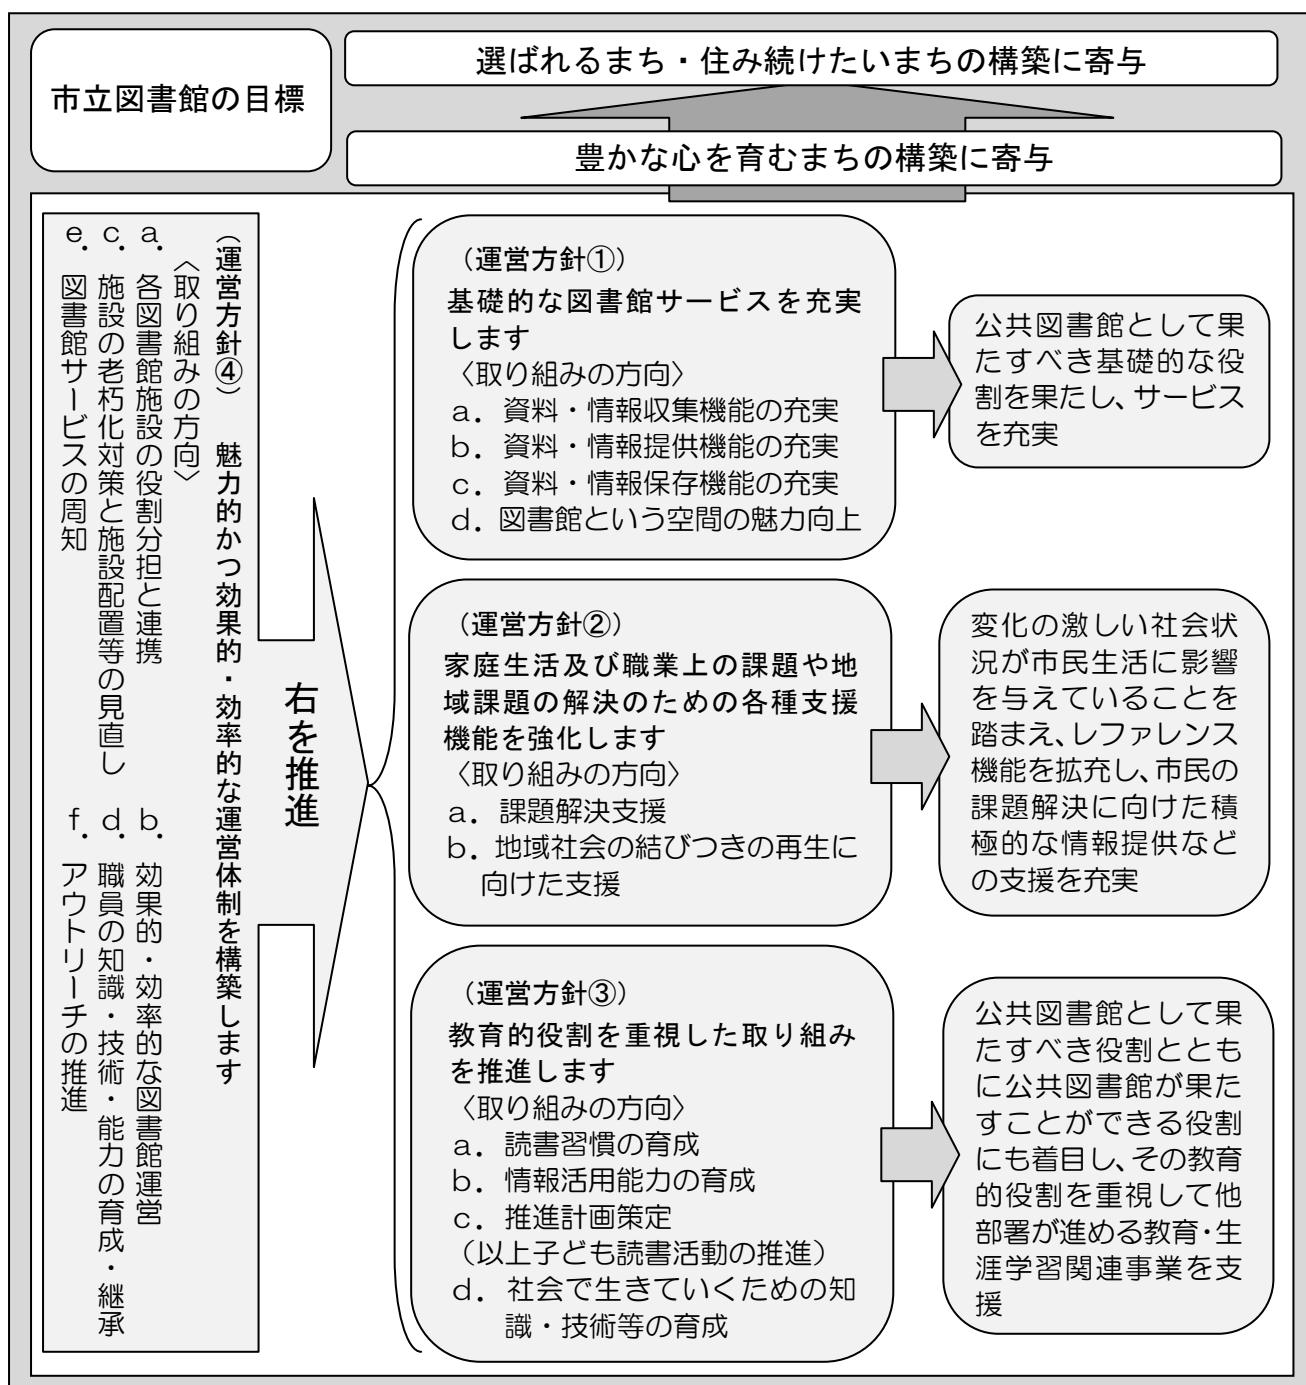 市立図書館の目標
選ばれるまち・住み続けたいまちの構築に寄与
豊かな心を育むまちの構築に寄与
（運営方針④）　魅力的かつ効果的・効率的な運営体制を構築します
〈取り組みの方向〉
a．各図書館施設の役割分担と連携　b．効果的・効率的な図書館運営
c．施設の老朽化対策と施設配置等の見直し　d．職員の知識・技術・能力の育成・継承
e．図書館サービスの周知　f．アウトリーチの推進
右を推進
（運営方針①）
基礎的な図書館サービスを充実
します
〈取り組みの方向〉
a．資料・情報収集機能の充実
b．資料・情報提供機能の充実
c．資料・情報保存機能の充実
d．図書館という空間の魅力向上
公共図書館として果
たすべき基礎的な役
割を果たし、サービス
を充実
（運営方針②）
家庭生活及び職業上の課題や地
域課題の解決のための各種支援
機能を強化します
〈取り組みの方向〉
a．課題解決支援
b．地域社会の結びつきの再生に
向けた支援
変化の激しい社会状
況が市民生活に影響
を与えていることを
踏まえ、レファレンス
機能を拡充し、市民の
課題解決に向けた積
極的な情報提供など
の支援を充実
（運営方針③）
教育的役割を重視した取り組み
を推進します
〈取り組みの方向〉
a．読書習慣の育成
b．情報活用能力の育成
c．推進計画策定
（以上子ども読書活動の推進）
d．社会で生きていくための知
識・技術等の育成
公共図書館として果
たすべき役割ととも
に公共図書館が果た
すことができる役割
にも着目し、その教育
的役割を重視して他
部署が進める教育・生
涯学習関連事業を支
援